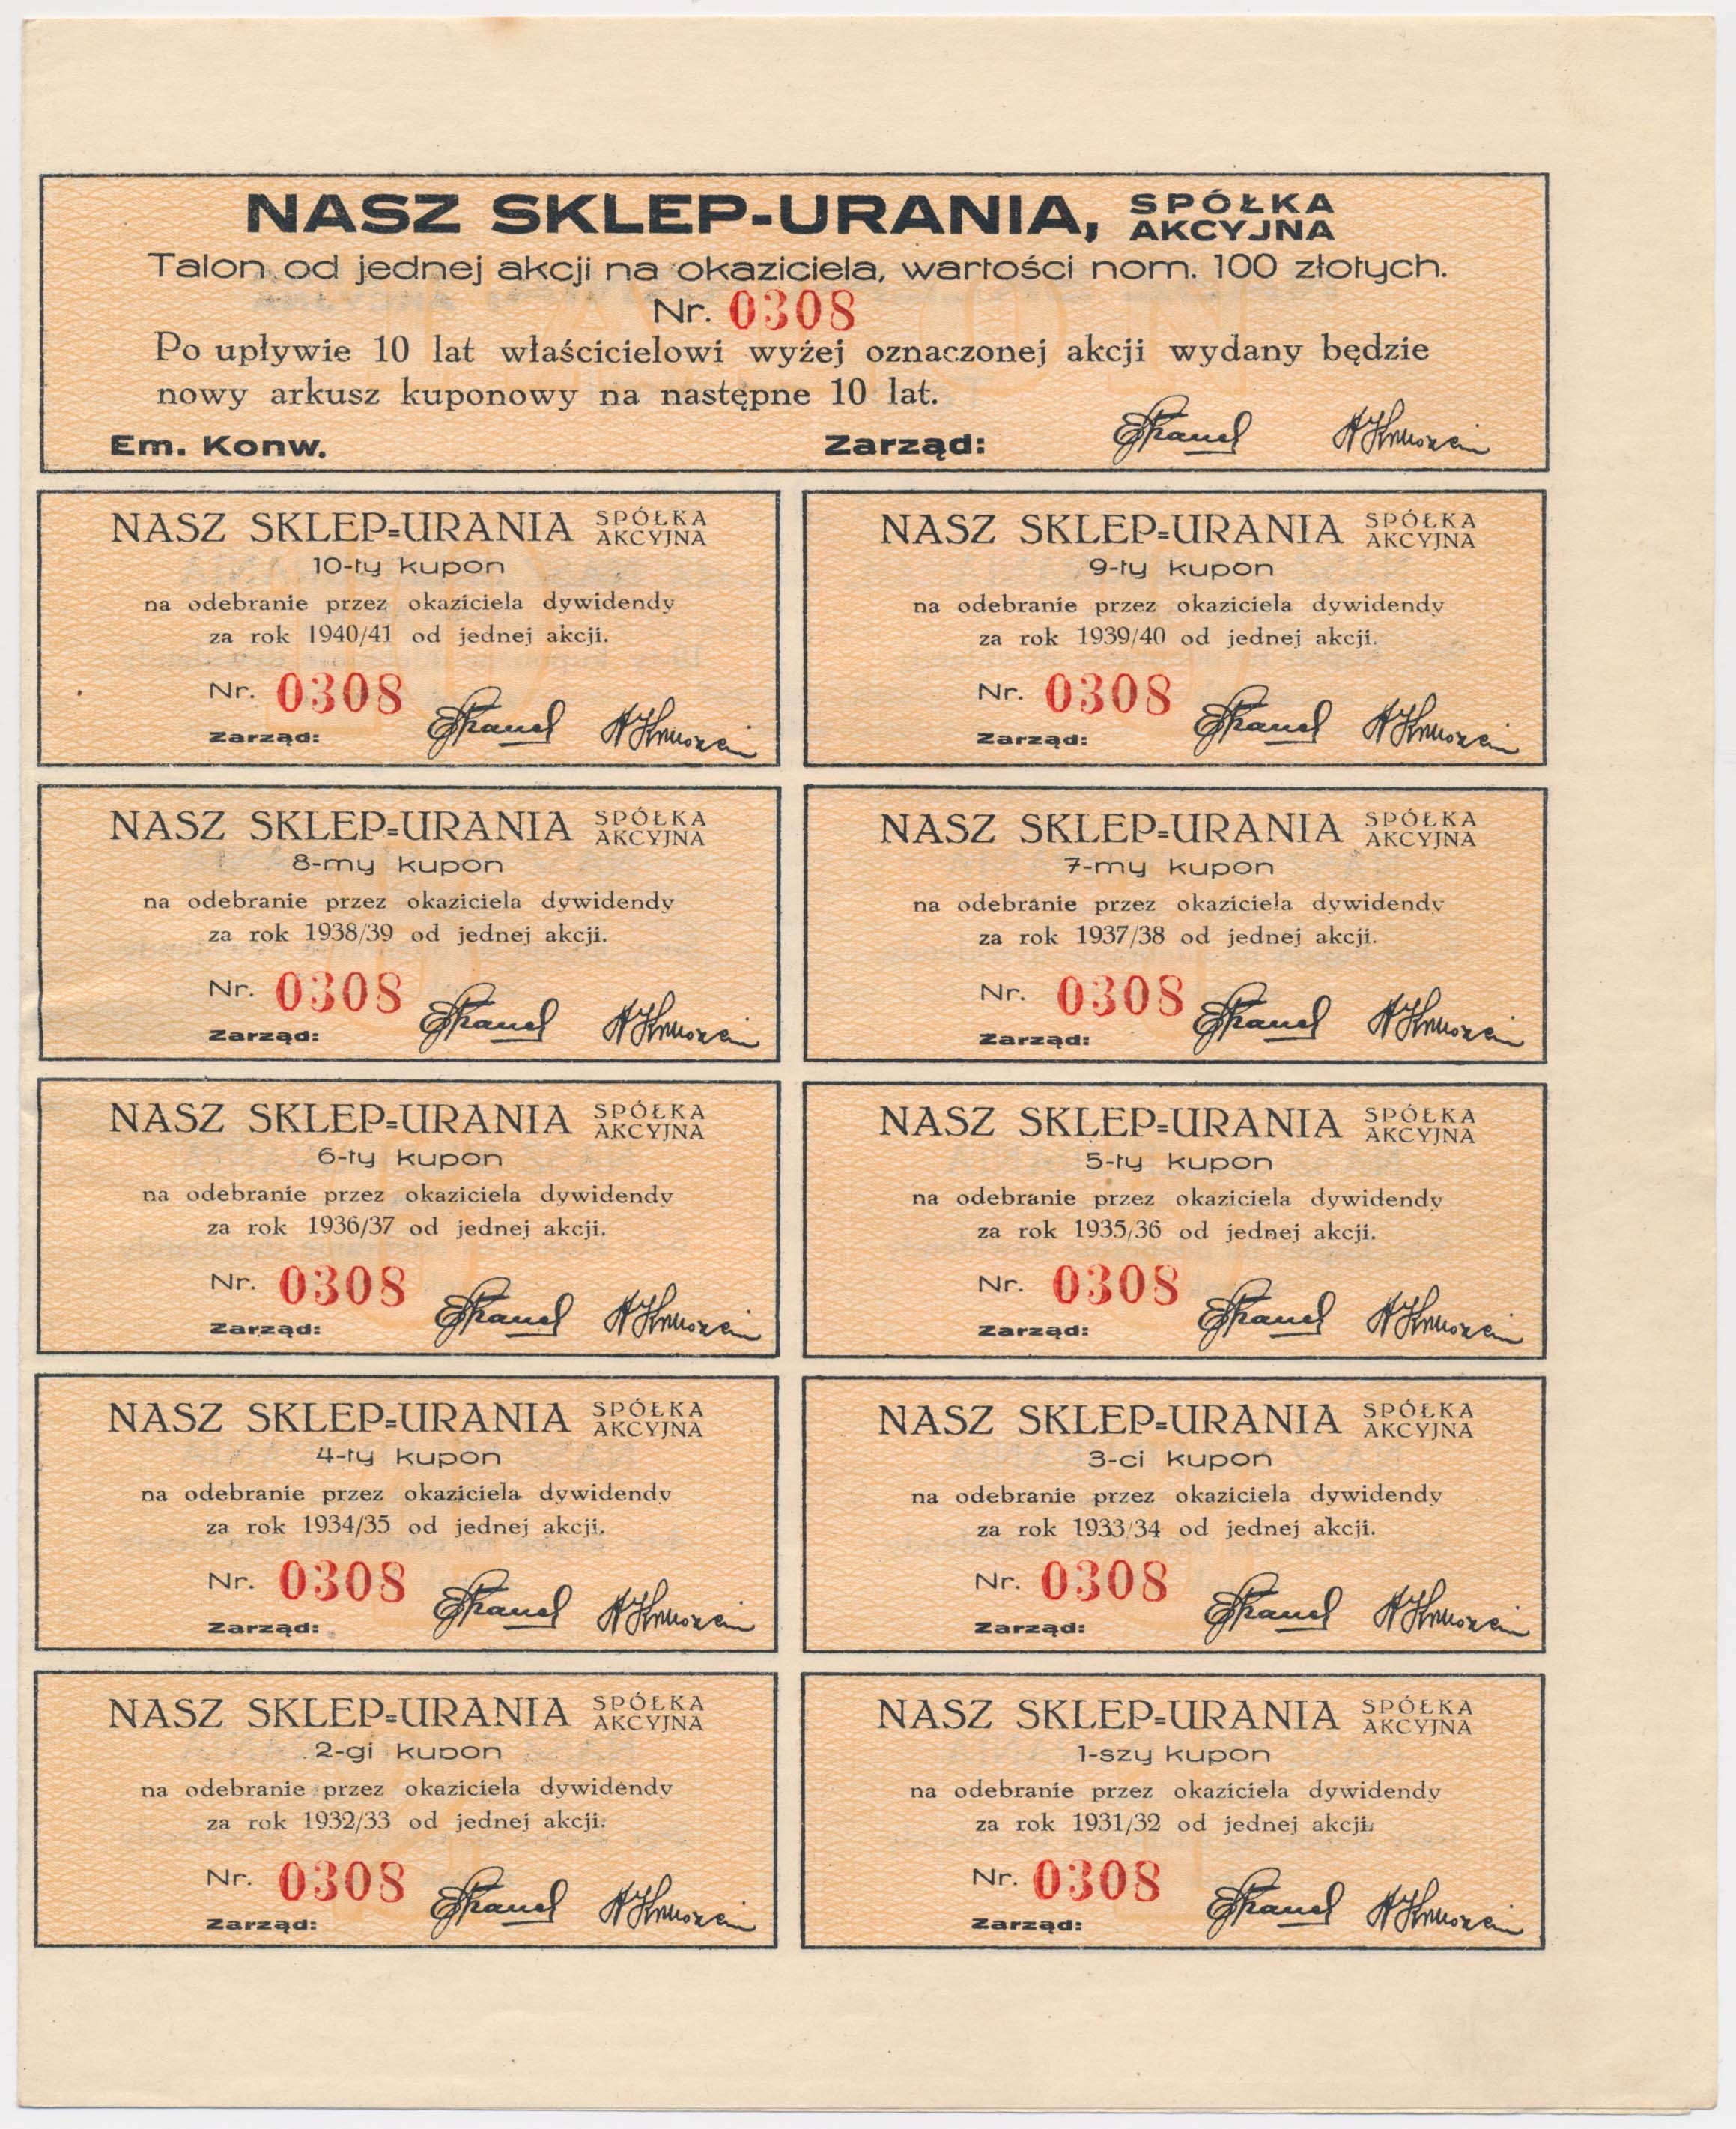 NASZ SKLEP-URANIA, SPÓŁKA AKCYJNA
Talon od jednej akcji na okaziciela, wartości nom. 100 złotych.
Nr. 0308
Po upływie 10 lat właścicielowi wyżej oznaczonej akcji wydany będzie
nowy arkusz kuponowy na następne 10 lat.
Em. Konw. Zarząd:
NASZ SKLEP=URANIA SPÓŁKA AKCYJNA
10-ty kupon
na odebranie przez okaziciela dywidendy
za rok 1940/41 od jednej akcji.
Nr. 0308
Zarząd:
NASZ SKLEP=URANIA SPÓŁKA AKCYJNA
9-ty kupon
na odebranie przez okaziciela dywidendy
za rok 1939/40 od jednej akcji.
Nr. 0308
Zarząd:
NASZ SKLEP=URANIA SPÓŁKA AKCYJNA
8-my kupon
na odebranie przez okaziciela dywidendy
za rok 1938/39 od jednej akcji.
Nr. 0308
Zarząd:
NASZ SKLEP=URANIA SPÓŁKA AKCYJNA
7-my kupon
na odebranie przez okaziciela dywidendy
za rok 1937/38 od jednej akcji.
Nr. 0308
Zarząd:
NASZ SKLEP=URANIA SPÓŁKA AKCYJNA
6-ty kupon
na odebranie przez okaziciela dywidendy
za rok 1936/37 od jednej akcji.
Nr. 0308
Zarząd:
NASZ SKLEP=URANIA SPÓŁKA AKCYJNA
5-ty kupon
na odebranie przez okaziciela dywidendy
za rok 1935/36 od jednej akcji.
Nr. 0308
Zarząd:
NASZ SKLEP=URANIA SPÓŁKA AKCYJNA
4-ty kupon
na odebranie przez okaziciela dywidendy
za rok 1934/35 od jednej akcji.
Nr. 0308
Zarząd:
NASZ SKLEP=URANIA SPÓŁKA AKCYJNA
3-ci kupon
na odebranie przez okaziciela dywidendy
za rok 1933/34 od jednej akcji.
Nr. 0308
Zarząd:
NASZ SKLEP=URANIA SPÓŁKA AKCYJNA
2-gi kupon
na odebranie przez okaziciela dywidendy
za rok 1932/33 od jednej akcji.
Nr. 0308
Zarząd:
NASZ SKLEP=URANIA SPÓŁKA AKCYJNA
1-szy kupon
na odebranie przez okaziciela dywidendy
za rok 1931/32 od jednej akcji.
Nr. 0308
Zarząd: